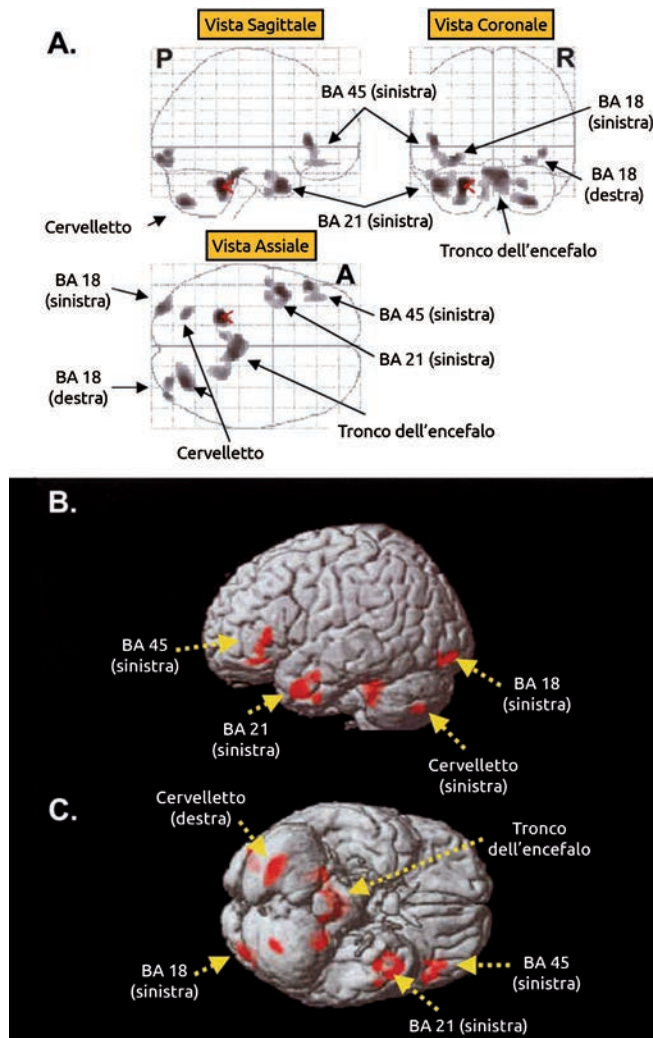 A.
Vista Sagittale
Vista Coronale
P
R
BA 45 (sinistra)
BA 18
(sinistra)
BA 18
(destra)
BA 21 (sinistra)
Cervelletto
Tronco dell'encefalo
Vista Assiale
A
BA 18
(sinistra)
BA 45 (sinistra)
BA 21 (sinistra)
BA 18
(destra)
Tronco dell'encefalo
Cervelletto
B.
BA 45
(sinistra)
BA 21
(sinistra)
BA 18
(sinistra)
Cervelletto
(sinistra)
C.
Cervelletto
(destra)
Tronco
dell'encefalo
BA 18
(sinistra)
BA 45
(sinistra)
BA 21 (sinistra)